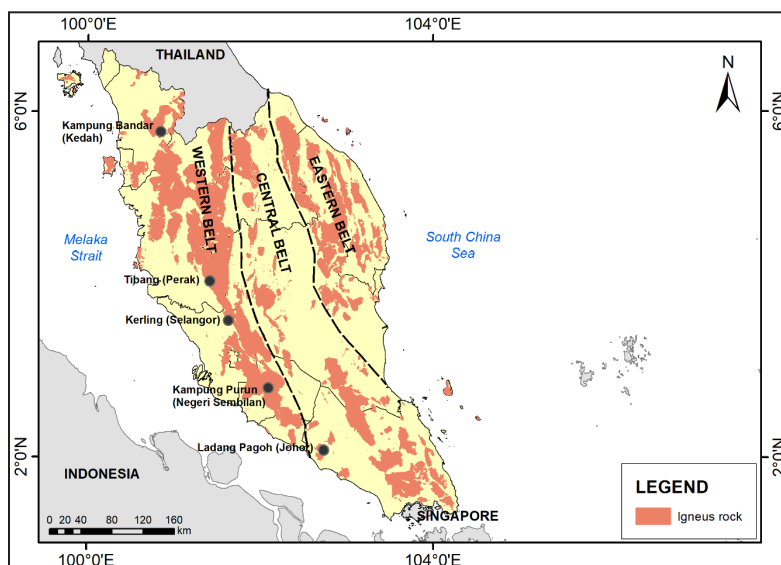 100°0'E
104°0'E
THAILAND
N
6°0'N
6°0'N
Kampung Bandar
(Kedah)
WESTERN BELT
CENTRAL BELT
EASTERN BELT
Melaka
Strait
South China
Sea
Tipang (Perak)
Kerling (Selangor)
Kampung Purun
(Negeri Sembilan)
Ladang Pagoh (Johor)
2°0'N
2°0'N
INDONESIA
LEGEND
Igneus rock
SINGAPORE
0 20 40 80 120 160
km
100°0'E
104°0'E